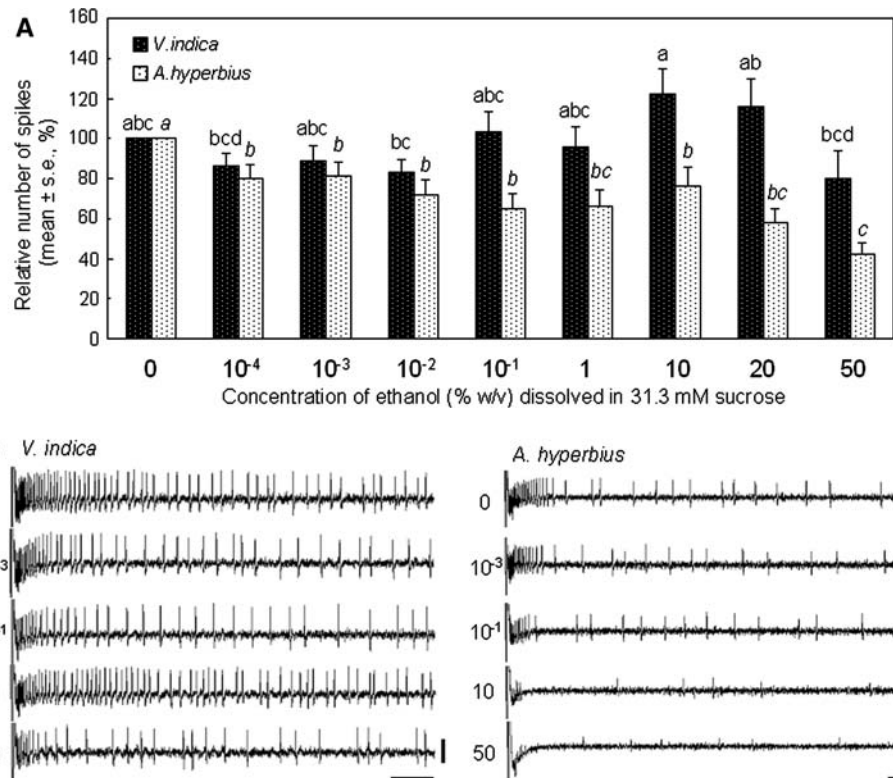 A
Relative number of spikes
(mean ± s.e., %)
160
140
120
100
80
60
40
20
0
V.indica
A.hyperbius
abc a
bcd b
abc b
bc b
abc b
abc bc
a b
ab bc
bcd c
0 10⁻⁴ 10⁻³ 10⁻² 10⁻¹ 1 10 20 50
Concentration of ethanol (% w/v) dissolved in 31.3 mM sucrose
V. indica
3
1
A. hyperbius
0
10⁻³
10⁻¹
10
50